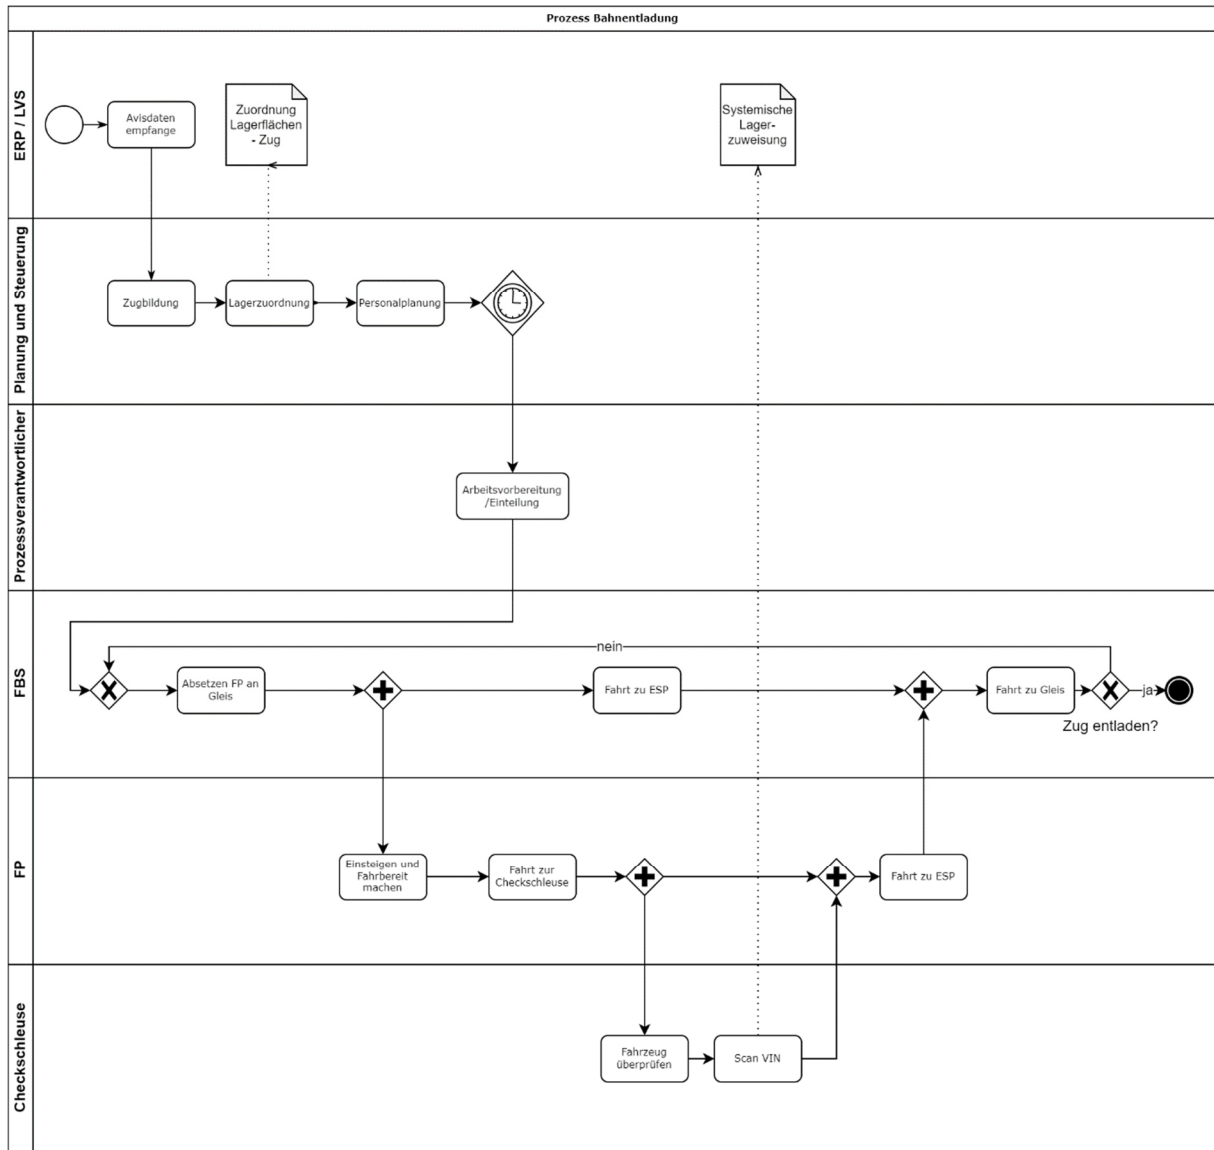 Prozess Bahnentladung
ERP / LVS
Avisdaten
empfange
Zuordnung
Lagerflächen
- Zug
Systemische
Lager-
zuweisung
Planung und Steuerung
Zugbildung
Lagerzuordnung
Personalplanung
Prozessverantwortlicher
Arbeitsvorbereitung
/Einteilung
FBS
nein
Absetzen FP an
Gleis
Fahrt zu ESP
Fahrt zu Gleis
ja
Zug entladen?
FP
Einsteigen und
Fahrbereit
machen
Fahrt zur
Checkschleuse
Fahrt zu ESP
Checkschleuse
Fahrzeug
überprüfen
Scan VIN